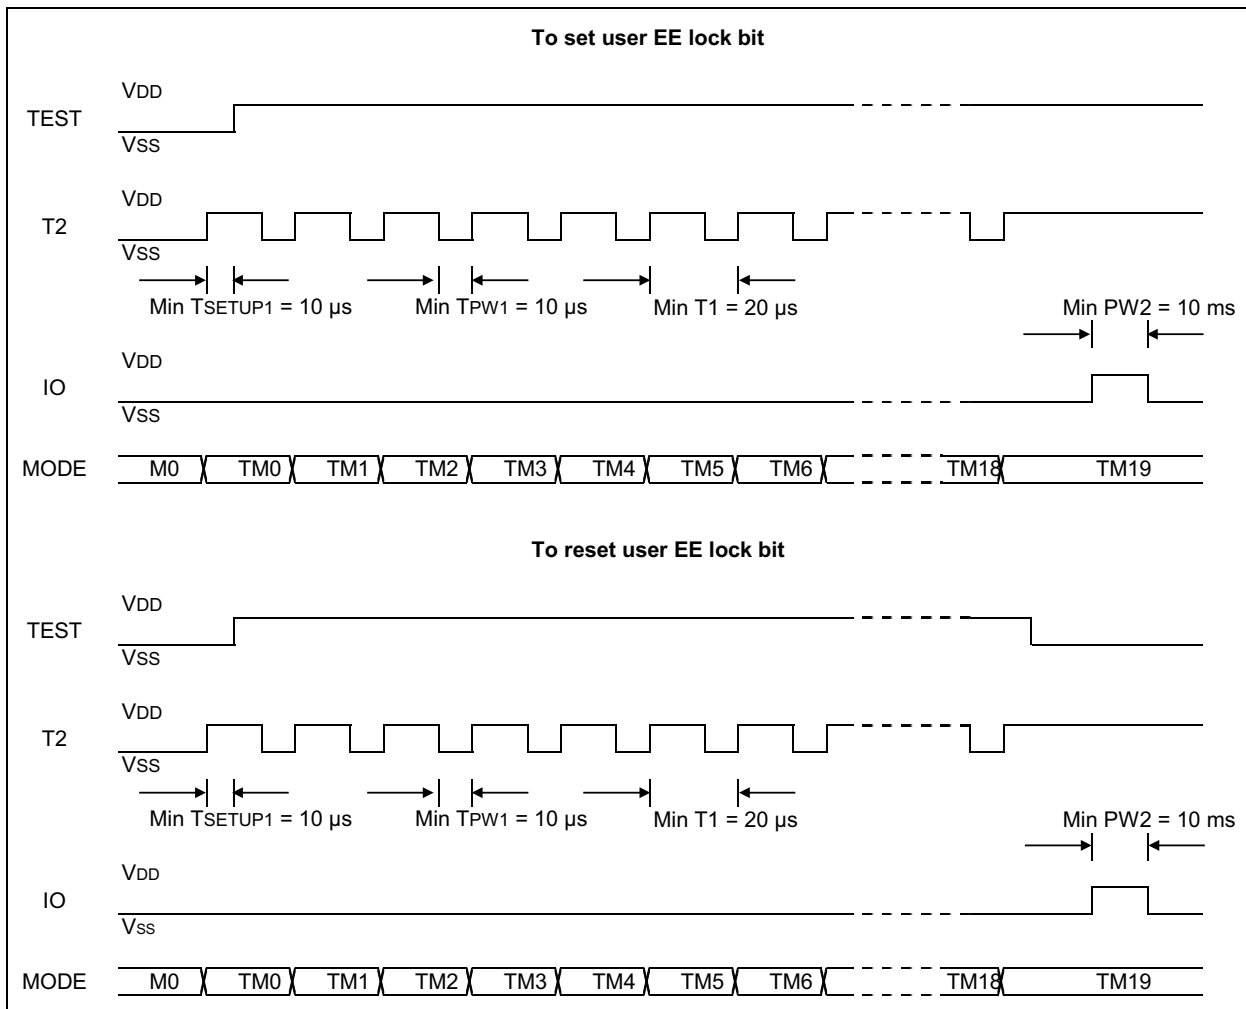 To set user EE lock bit
VDD
TEST
VSS
VDD
T2
VSS
Min TSETUP1 = 10 µs Min TPW1 = 10 µs Min T1 = 20 µs Min PW2 = 10 ms
VDD
IO
VSS
MODE M0 TM0 TM1 TM2 TM3 TM4 TM5 TM6 TM18 TM19
To reset user EE lock bit
VDD
TEST
VSS
VDD
T2
VSS
Min TSETUP1 = 10 µs Min TPW1 = 10 µs Min T1 = 20 µs Min PW2 = 10 ms
VDD
IO
VSS
MODE M0 TM0 TM1 TM2 TM3 TM4 TM5 TM6 TM18 TM19